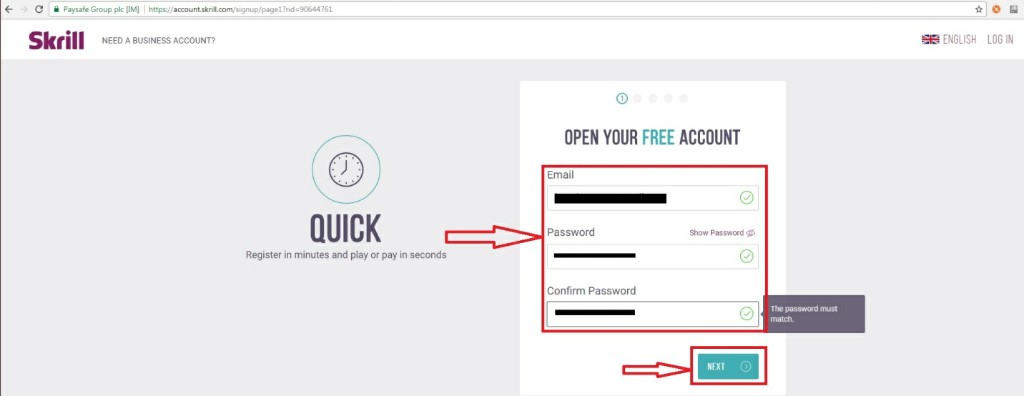 Paysafe Group plc [IM]
https://account.skrill.com/signup/page1?rid=90644761
Skrill
NEED A BUSINESS ACCOUNT?
ENGLISH
LOG IN
1
OPEN YOUR FREE ACCOUNT
QUICK
Register in minutes and play or pay in seconds
Email
Password
Show Password
Confirm Password
The password must
match.
NEXT